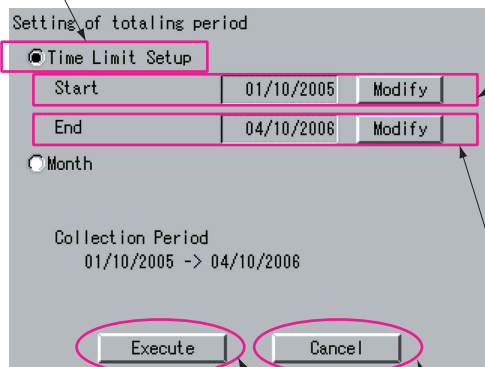 Setting of totaling period
Time Limit Setup
Start 01/10/2005 Modify
End 04/10/2006 Modify
Month
Collection Period
01/10/2005 -> 04/10/2006
Execute Cancel